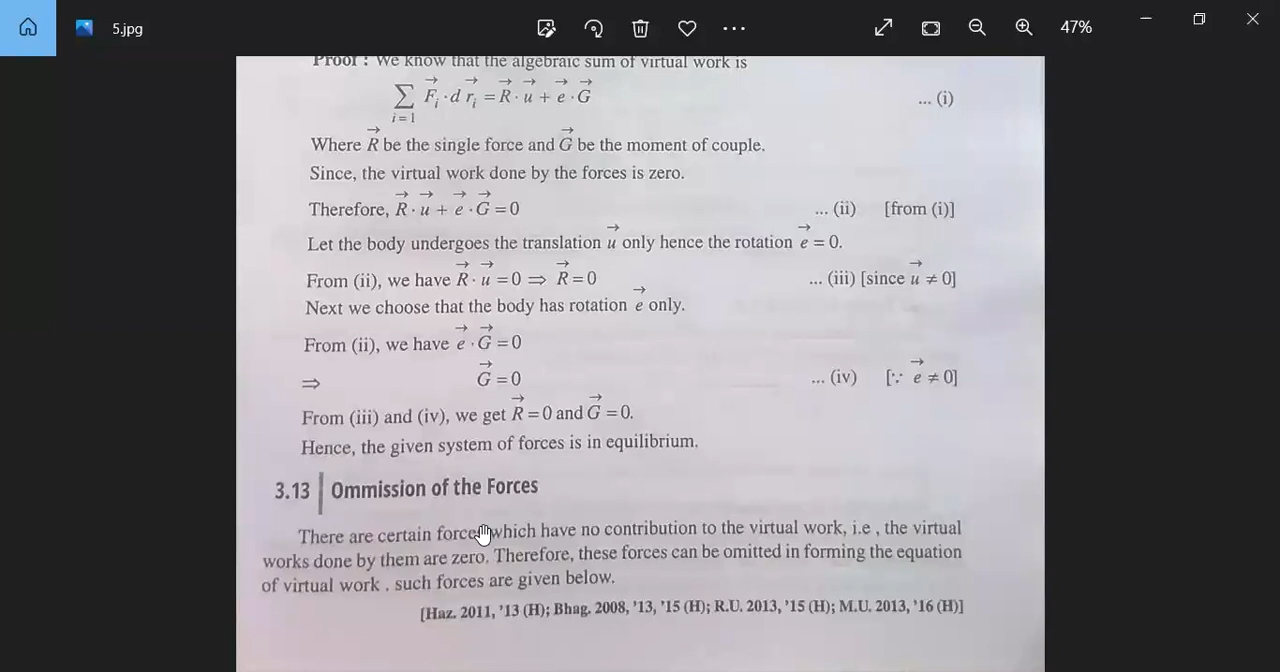 5.jpg
47%
Proof : We know that the algebraic sum of virtual work is
∑ i=1 F⃗i · d r⃗i = R⃗ · u⃗ + e⃗ · G⃗ ... (i)
Where R⃗ be the single force and G⃗ be the moment of couple.
Since, the virtual work done by the forces is zero.
Therefore, R⃗ · u⃗ + e⃗ · G⃗ = 0 ... (ii) [from (i)]
Let the body undergoes the translation u⃗ only hence the rotation e⃗ = 0.
From (ii), we have R⃗ · u⃗ = 0 ⇒ R⃗ = 0 ... (iii) [since u⃗ ≠ 0]
Next we choose that the body has rotation e⃗ only.
From (ii), we have e⃗ · G⃗ = 0
⇒ G⃗ = 0 ... (iv) [∵ e⃗ ≠ 0]
From (iii) and (iv), we get R⃗ = 0 and G⃗ = 0.
Hence, the given system of forces is in equilibrium.
3.13 Ommission of the Forces
There are certain forces which have no contribution to the virtual work, i.e , the virtual
works done by them are zero. Therefore, these forces can be omitted in forming the equation
of virtual work . such forces are given below.
[Haz. 2011, '13 (H); Bhag. 2008, '13, '15 (H); R.U. 2013, '15 (H); M.U. 2013, '16 (H)]